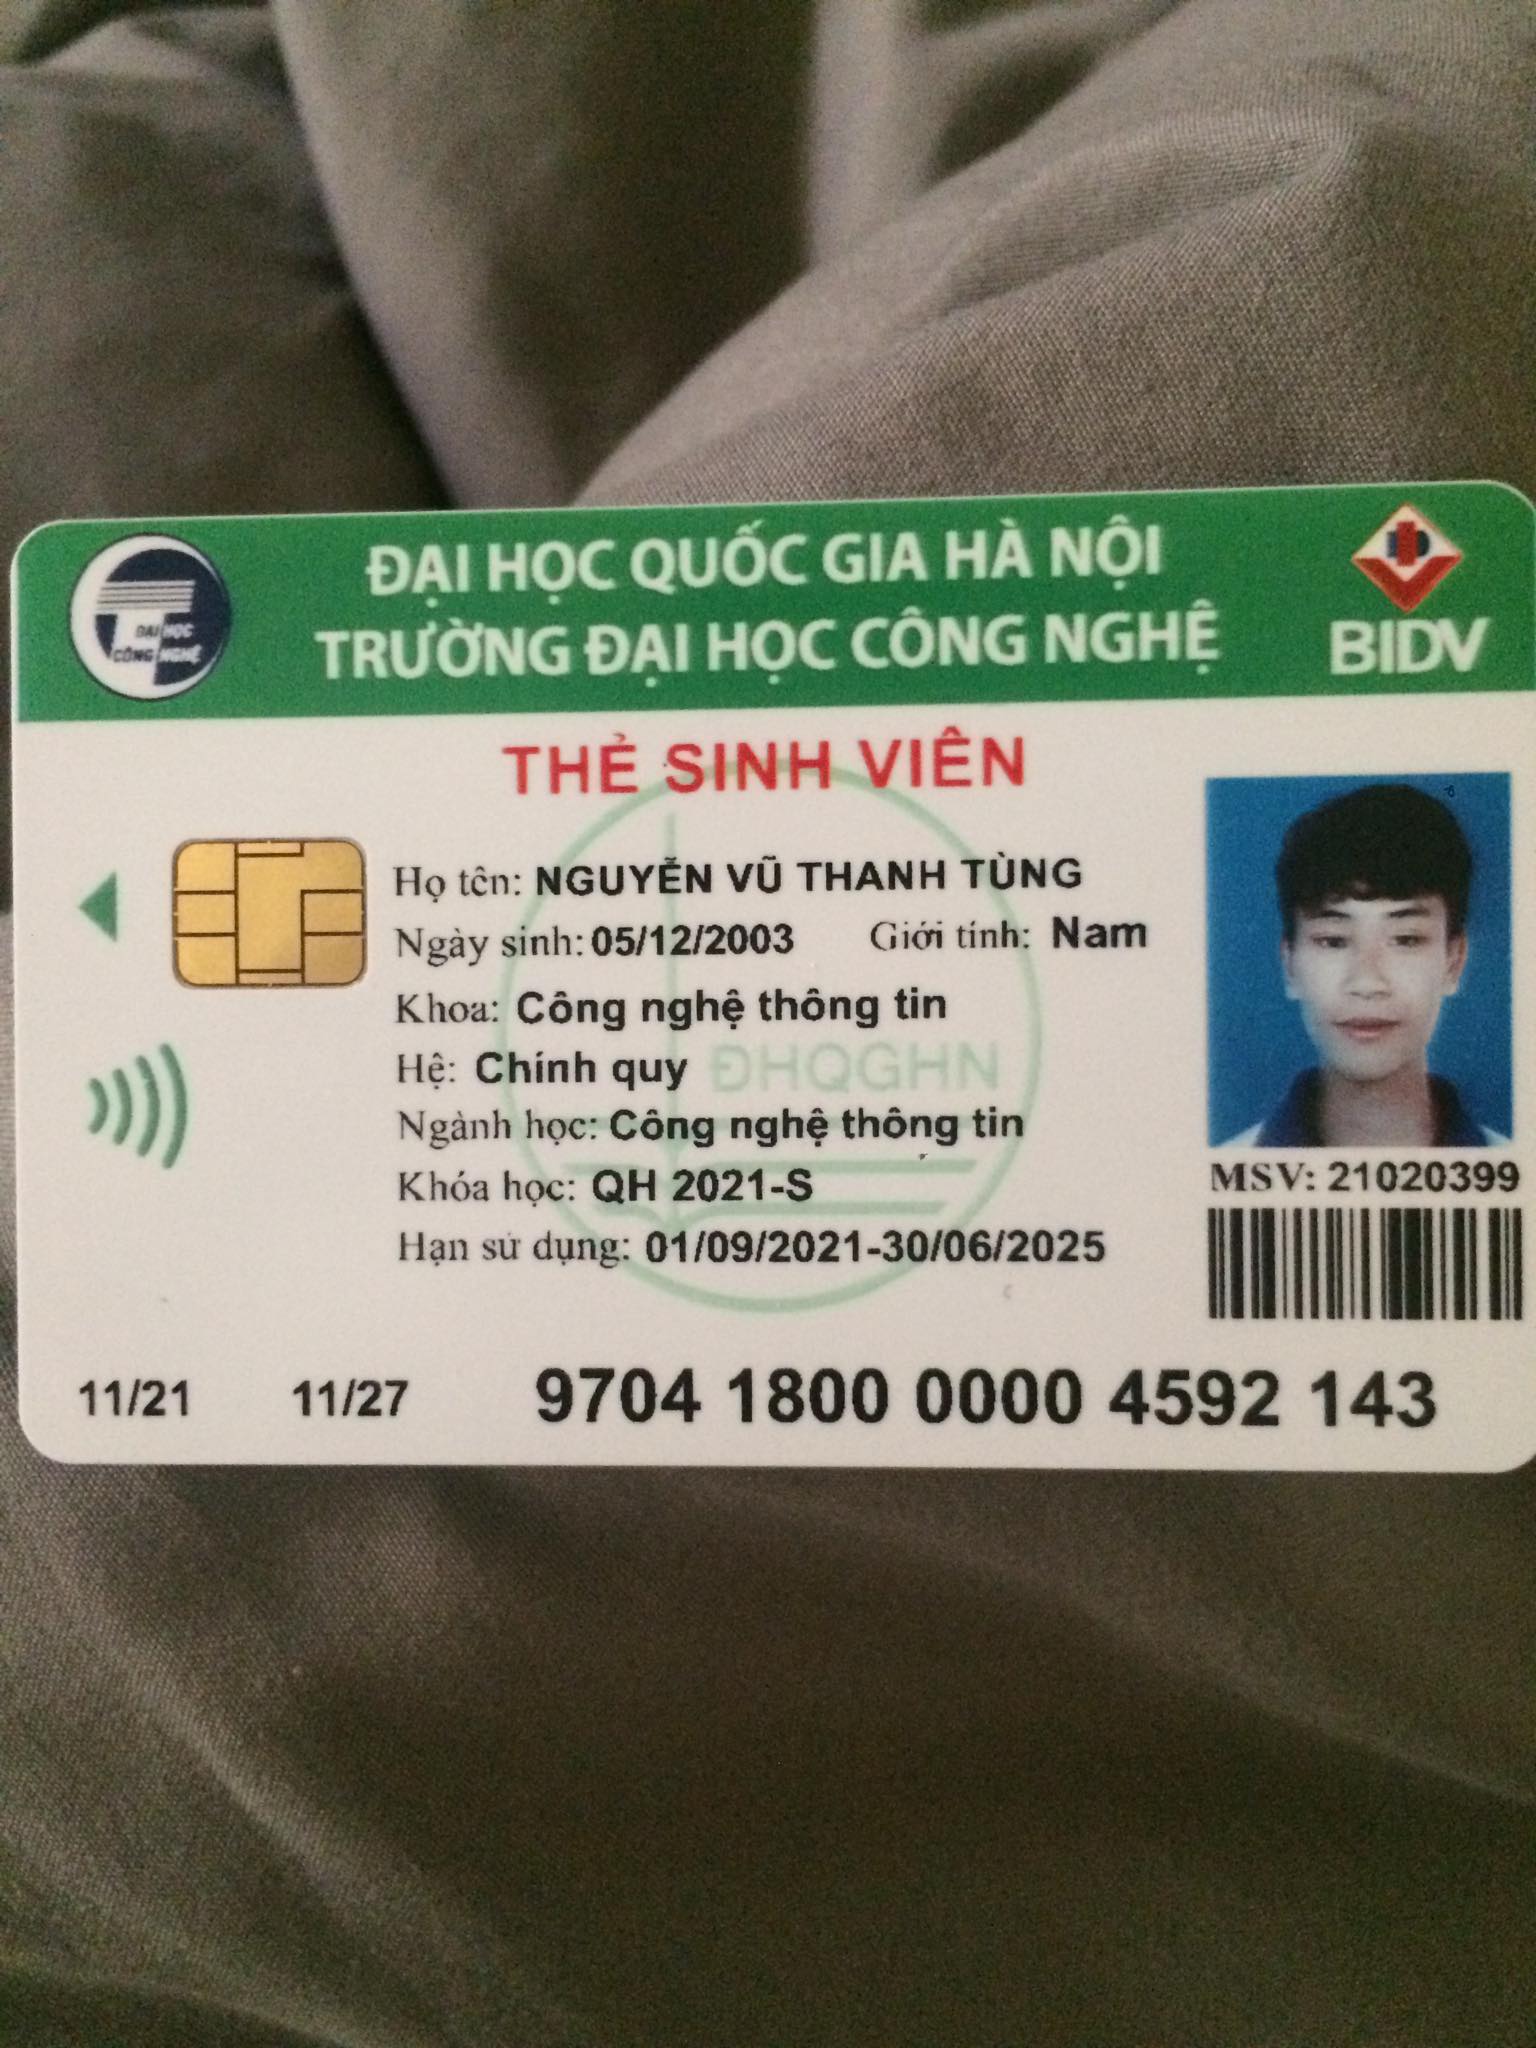 ĐẠI HỌC QUỐC GIA HÀ NỘI
TRƯỜNG ĐẠI HỌC CÔNG NGHỆ
ĐẠI HỌC
CÔNG NGHỆ
BIDV
THẺ SINH VIÊN
Họ tên: NGUYỄN VŨ THANH TÙNG
Ngày sinh: 05/12/2003 Giới tính: Nam
Khoa: Công nghệ thông tin
Hệ: Chính quy
ĐHQGHN
Ngành học: Công nghệ thông tin
Khóa học: QH 2021-S
Hạn sử dụng: 01/09/2021-30/06/2025
MSV: 21020399
11/21 11/27 9704 1800 0000 4592 143